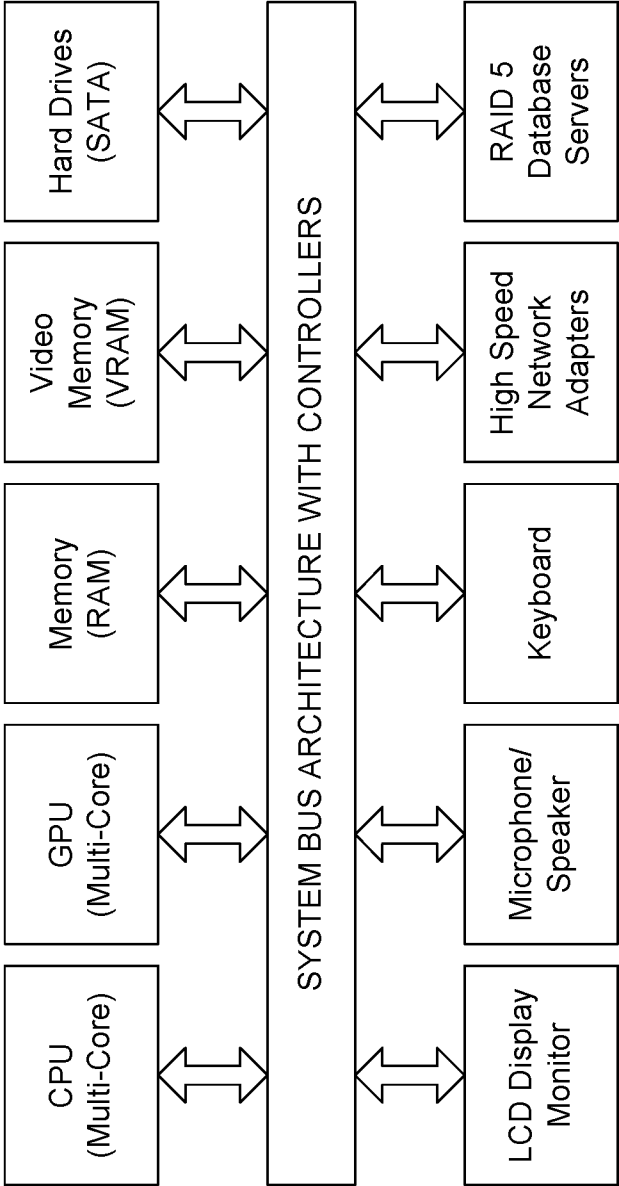 CPU
(Multi-Core)
GPU
(Multi-Core)
Memory
(RAM)
Video
Memory
(VRAM)
Hard Drives
(SATA)
SYSTEM BUS ARCHITECTURE WITH CONTROLLERS
LCD Display
Monitor
Microphone/
Speaker
Keyboard
High Speed
Network
Adapters
RAID 5
Database
Servers